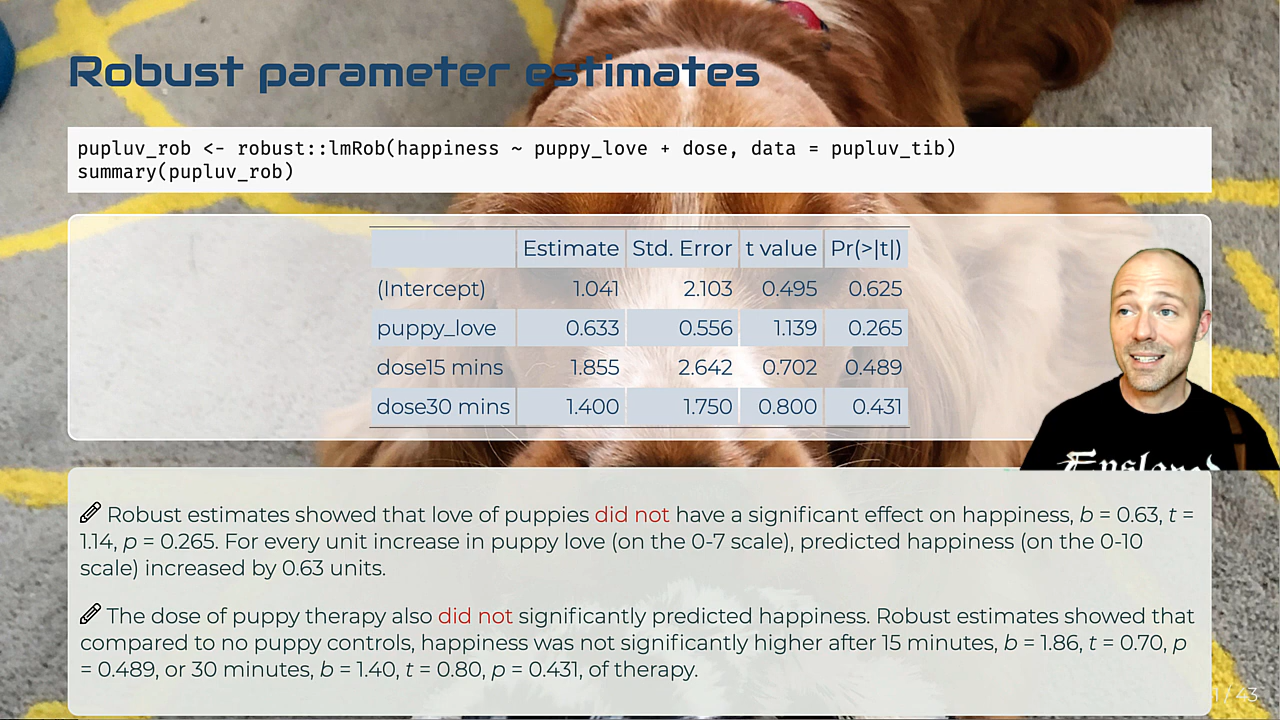 Robust parameter estimates
pupluv_rob <- robust::lmRob(happiness ~ puppy_love + dose, data = pupluv_tib)
summary(pupluv_rob)
Estimate Std. Error t value Pr(>|t|)
(Intercept) 1.041 2.103 0.495 0.625
puppy_love 0.633 0.556 1.139 0.265
dose15 mins 1.855 2.642 0.702 0.489
dose30 mins 1.400 1.750 0.800 0.431
Robust estimates showed that love of puppies did not have a significant effect on happiness, b = 0.63, t =
1.14, p = 0.265. For every unit increase in puppy love (on the 0-7 scale), predicted happiness (on the 0-10
scale) increased by 0.63 units.
The dose of puppy therapy also did not significantly predicted happiness. Robust estimates showed that
compared to no puppy controls, happiness was not significantly higher after 15 minutes, b = 1.86, t = 0.70, p
= 0.489, or 30 minutes, b = 1.40, t = 0.80, p = 0.431, of therapy.
/ 43